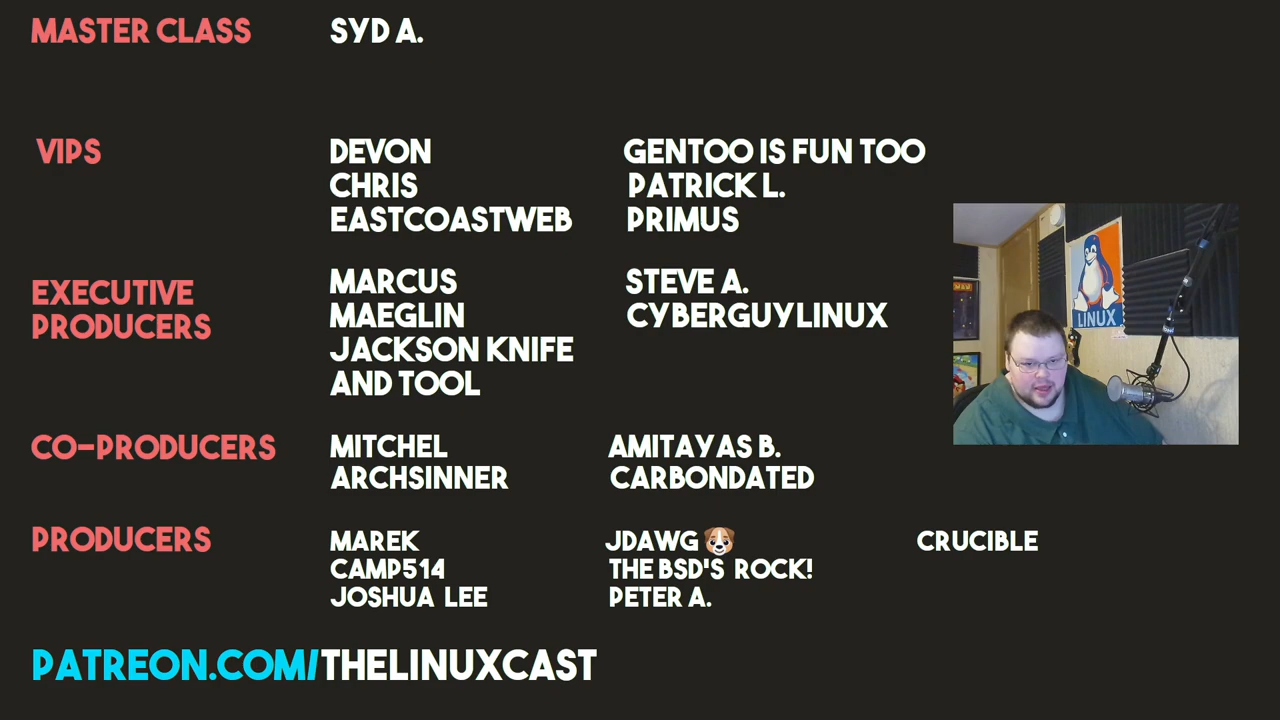 MASTER CLASS SYD A.
VIPS DEVON GENTOO IS FUN TOO
CHRIS PATRICK L.
EASTCOASTWEB PRIMUS
EXECUTIVE PRODUCERS
MARCUS STEVE A.
MAEGLIN CYBERGUYLINUX
JACKSON KNIFE
AND TOOL
CO-PRODUCERS MITCHEL AMITAYAS B.
ARCHSINNER CARBONDATED
PRODUCERS MAREK JDAWG🐶 CRUCIBLE
CAMP514 THE BSD'S ROCK!
JOSHUA LEE PETER A.
PATREON.COM/THELINUXCAST
LINUX